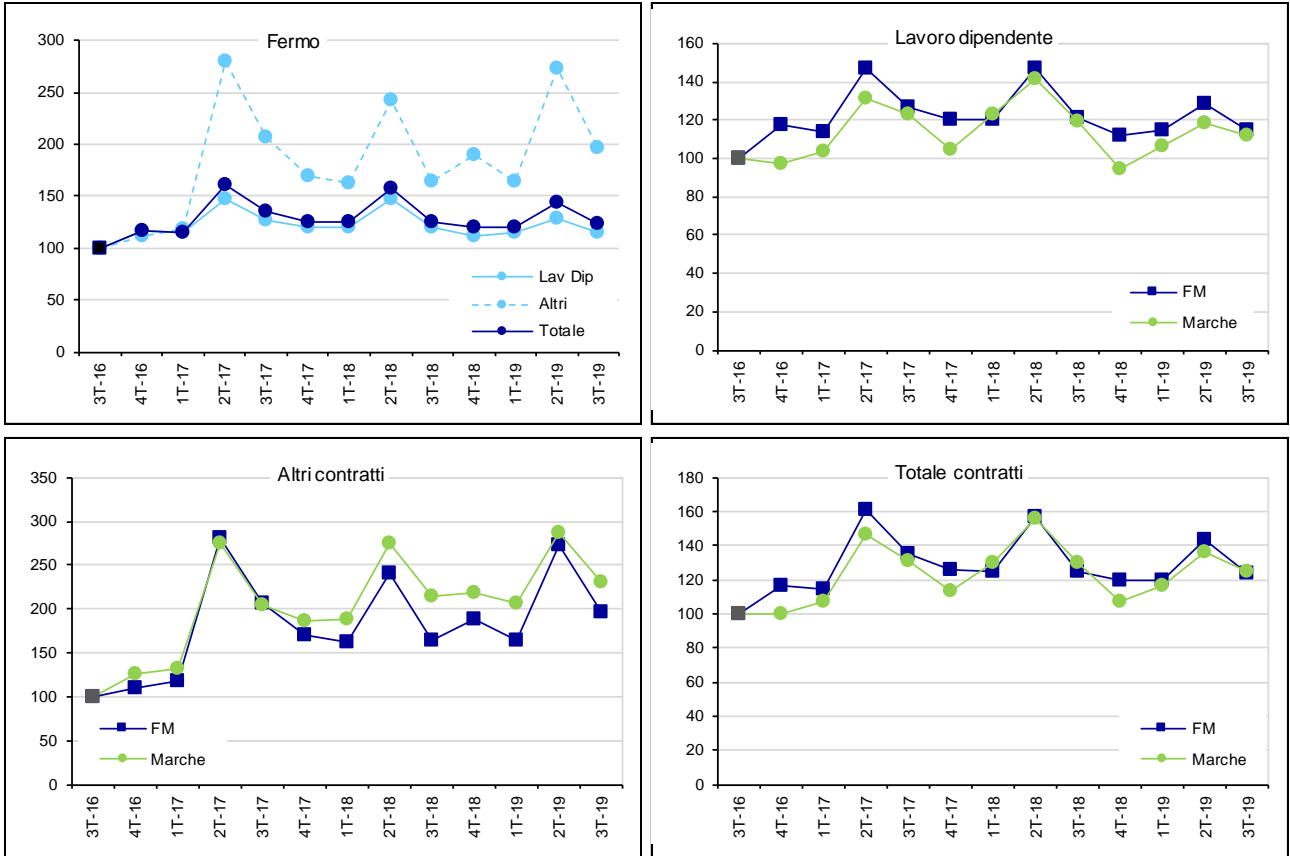 Fermo
300
250
200
150
100
50
0
3T-16
4T-16
1T-17
2T-17
3T-17
4T-17
1T-18
2T-18
3T-18
4T-18
1T-19
2T-19
3T-19
Lav Dip
Altri
Totale
Lavoro dipendente
160
140
120
100
80
60
40
20
0
3T-16
4T-16
1T-17
2T-17
3T-17
4T-17
1T-18
2T-18
3T-18
4T-18
1T-19
2T-19
3T-19
FM
Marche
Altri contratti
350
300
250
200
150
100
50
0
3T-16
4T-16
1T-17
2T-17
3T-17
4T-17
1T-18
2T-18
3T-18
4T-18
1T-19
2T-19
3T-19
FM
Marche
Totale contratti
180
160
140
120
100
80
60
40
20
0
3T-16
4T-16
1T-17
2T-17
3T-17
4T-17
1T-18
2T-18
3T-18
4T-18
1T-19
2T-19
3T-19
FM
Marche